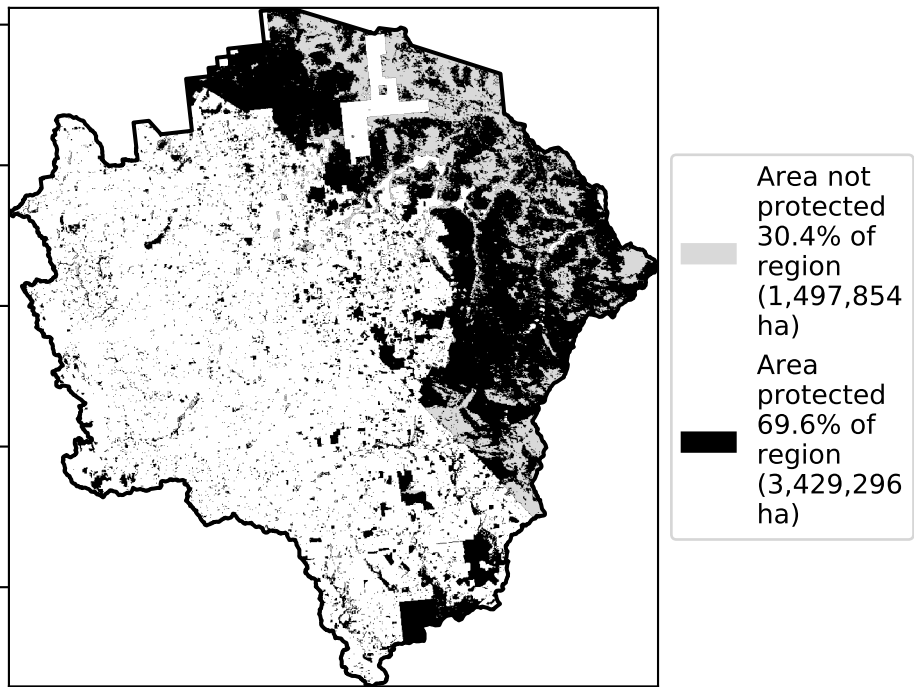 Area not
protected
30.4% of
region
(1,497,854
ha)
Area
protected
69.6% of
region
(3,429,296
ha)